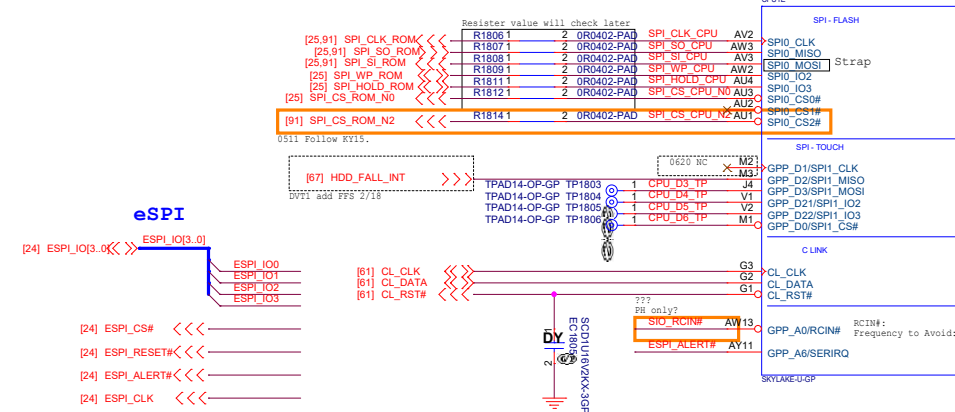 CPU1E
SPI - FLASH
Resister value will check later
[25,91] SPI_CLK_ROM R1806 1 2 0R0402-PAD SPI_CLK_CPU AV2 SPI0_CLK
[25,91] SPI_SO_ROM R1807 1 2 0R0402-PAD SPI_SO_CPU AW3 SPI0_MISO
[25,91] SPI_SI_ROM R1808 1 2 0R0402-PAD SPI_SI_CPU AV3 SPI0_MOSI Strap
[25] SPI_WP_ROM R1809 1 2 0R0402-PAD SPI_WP_CPU AW2 SPI0_IO2
[25] SPI_HOLD_ROM R1811 1 2 0R0402-PAD SPI_HOLD_CPU AU4 SPI0_IO3
[25] SPI_CS_ROM_N0 R1812 1 2 0R0402-PAD SPI_CS_CPU_N0 AU3 SPI0_CS0#
AU2 SPI0_CS1#
[91] SPI_CS_ROM_N2 R1814 1 2 0R0402-PAD SPI_CS_CPU_N2 AU1 SPI0_CS2#
0511 Follow KY15.
SPI - TOUCH
0620 NC M2 GPP_D1/SPI1_CLK
[67] HDD_FALL_INT M3 GPP_D2/SPI1_MISO
DVT1 add FFS 2/18
TPAD14-OP-GP TP1803 1 CPU_D3_TP J4 GPP_D3/SPI1_MOSI
TPAD14-OP-GP TP1804 1 CPU_D4_TP V1 GPP_D21/SPI1_IO2
TPAD14-OP-GP TP1805 1 CPU_D5_TP V2 GPP_D22/SPI1_IO3
TPAD14-OP-GP TP1806 1 CPU_D6_TP M1 GPP_D0/SPI1_CS#
eSPI
[24] ESPI_IO[3..0] ESPI_IO[3..0]
C LINK
ESPI_IO0
ESPI_IO1
ESPI_IO2
ESPI_IO3
[61] CL_CLK G3 CL_CLK
[61] CL_DATA G2 CL_DATA
[61] CL_RST# G1 CL_RST#
???
PH only?
[24] ESPI_CS#
SIO_RCIN# AW13 GPP_A0/RCIN# RCIN#:
Frequency to Avoid:
[24] ESPI_RESET#
ESPI_ALERT# AY11 GPP_A6/SERIRQ
[24] ESPI_ALERT#
[24] ESPI_CLK
DY
1
2
EC1805
SCD1U16V2KX-3GP
SKYLAKE-U-GP